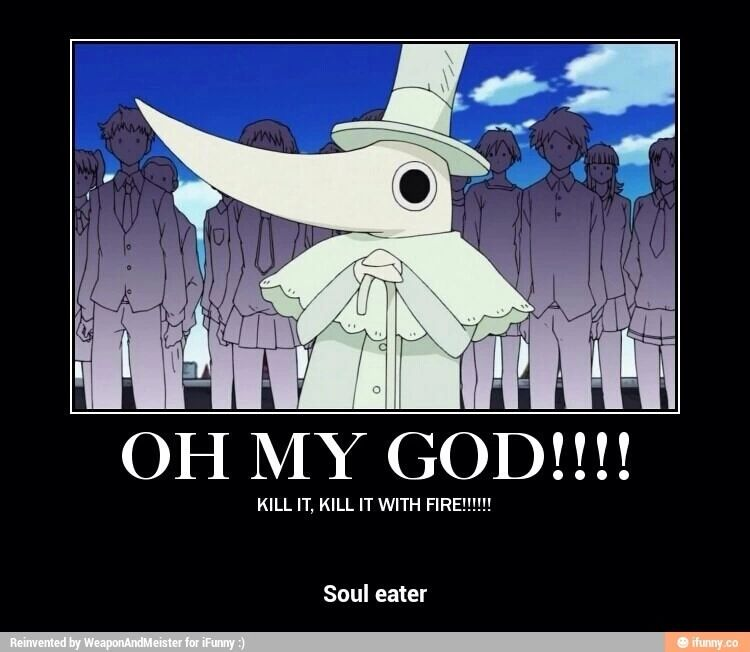 OH MY GOD!!!!
KILL IT, KILL IT WITH FIRE!!!!!!
Soul eater
Reinvented by WeaponAndMeister for iFunny :)
ifunny.co